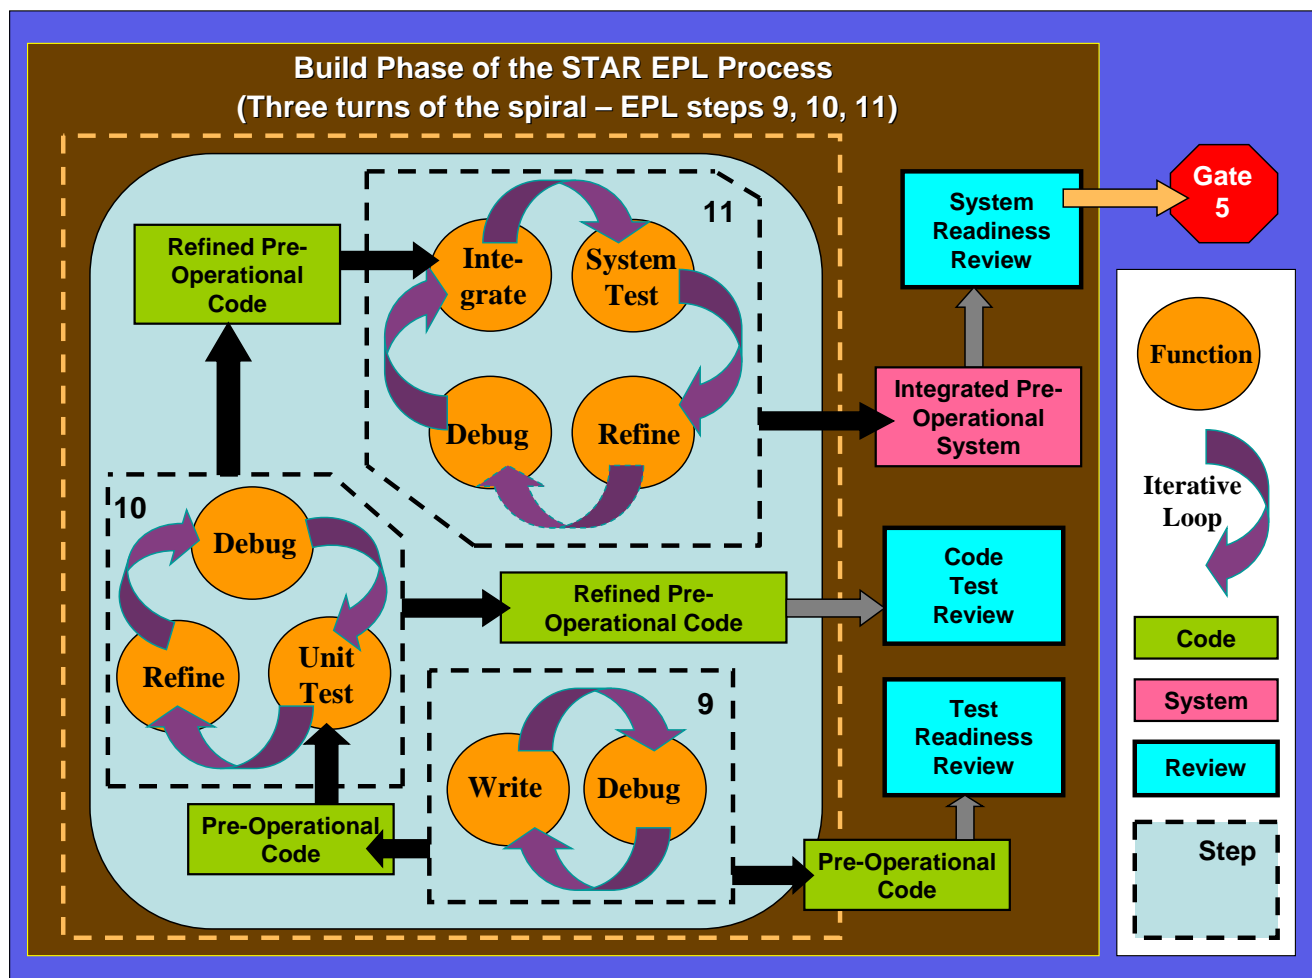 Build Phase of the STAR EPL Process
(Three turns of the spiral – EPL steps 9, 10, 11)
Gate
5
System
Readiness
Review
11
Refined Pre-
Operational
Code
Inte-
grate
System
Test
Debug
Refine
Integrated Pre-
Operational
System
10
Debug
Refine
Unit
Test
Refined Pre-
Operational Code
Code
Test
Review
9
Write
Debug
Test
Readiness
Review
Pre-Operational
Code
Pre-Operational
Code
Function
Iterative
Loop
Code
System
Review
Step